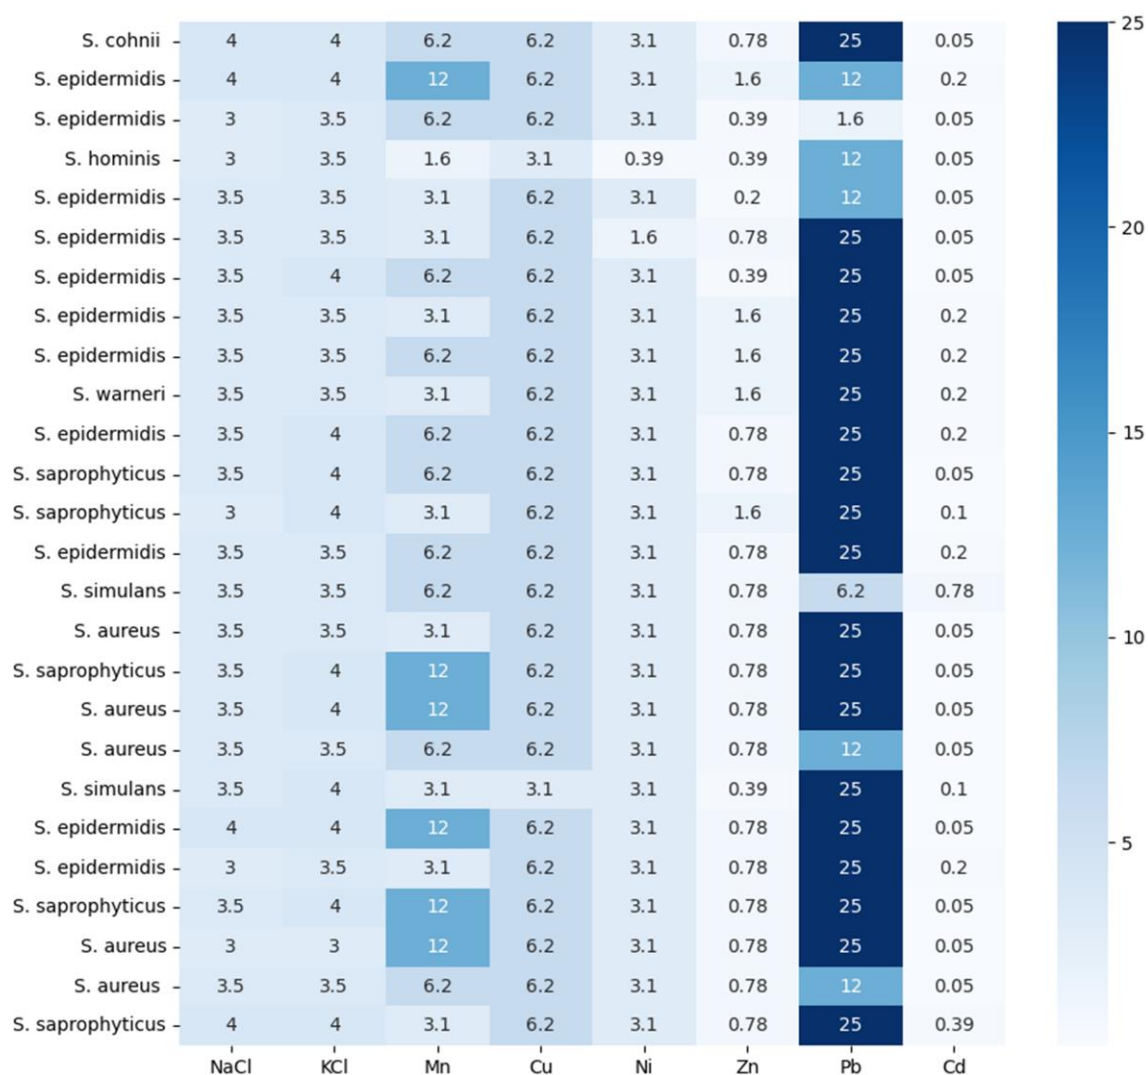 S. cohnii 4 4 6.2 6.2 3.1 0.78 25 0.05
S. epidermidis 4 4 12 6.2 3.1 1.6 12 0.2
S. epidermidis 3 3.5 6.2 6.2 3.1 0.39 1.6 0.05
S. hominis 3 3.5 1.6 3.1 0.39 0.39 12 0.05
S. epidermidis 3.5 3.5 3.1 6.2 3.1 0.2 12 0.05
S. epidermidis 3.5 3.5 3.1 6.2 1.6 0.78 25 0.05
S. epidermidis 3.5 4 6.2 6.2 3.1 0.39 25 0.05
S. epidermidis 3.5 3.5 3.1 6.2 3.1 1.6 25 0.2
S. epidermidis 3.5 3.5 6.2 6.2 3.1 1.6 25 0.2
S. warneri 3.5 3.5 3.1 6.2 3.1 1.6 25 0.2
S. epidermidis 3.5 4 6.2 6.2 3.1 0.78 25 0.2
S. saprophyticus 3.5 4 6.2 6.2 3.1 0.78 25 0.05
S. saprophyticus 3 4 3.1 6.2 3.1 1.6 25 0.1
S. epidermidis 3.5 3.5 6.2 6.2 3.1 0.78 25 0.2
S. simulans 3.5 3.5 6.2 6.2 3.1 0.78 6.2 0.78
S. aureus 3.5 3.5 3.1 6.2 3.1 0.78 25 0.05
S. saprophyticus 3.5 4 12 6.2 3.1 0.78 25 0.05
S. aureus 3.5 4 12 6.2 3.1 0.78 25 0.05
S. aureus 3.5 3.5 6.2 6.2 3.1 0.78 12 0.05
S. simulans 3.5 4 3.1 3.1 3.1 0.39 25 0.1
S. epidermidis 4 4 12 6.2 3.1 0.78 25 0.05
S. epidermidis 3 3.5 3.1 6.2 3.1 0.78 25 0.2
S. saprophyticus 3.5 4 12 6.2 3.1 0.78 25 0.05
S. aureus 3 3 12 6.2 3.1 0.78 25 0.05
S. aureus 3.5 3.5 6.2 6.2 3.1 0.78 12 0.05
S. saprophyticus 4 4 3.1 6.2 3.1 0.78 25 0.39
NaCl KCl Mn Cu Ni Zn Pb Cd
25
20
15
10
5